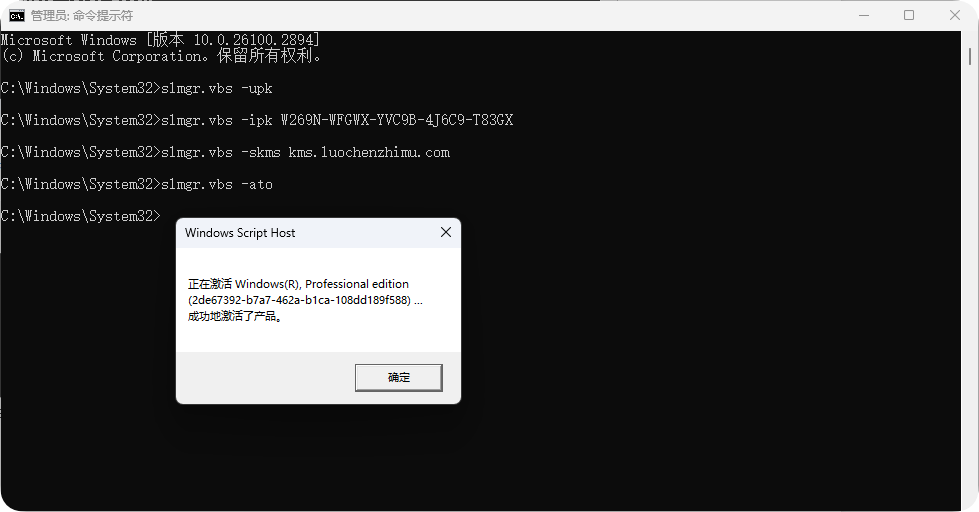 管理员: 命令提示符
Microsoft Windows [版本 10.0.26100.2894]
(c) Microsoft Corporation。保留所有权利。
C:\Windows\System32>slmgr.vbs -upk
C:\Windows\System32>slmgr.vbs -ipk W269N-WFGWX-YVC9B-4J6C9-T83GX
C:\Windows\System32>slmgr.vbs -skms kms.luochenzhimu.com
C:\Windows\System32>slmgr.vbs -ato
C:\Windows\System32>
Windows Script Host
正在激活 Windows(R), Professional edition
(2de67392-b7a7-462a-b1ca-108dd189f588) ...
成功地激活了产品。
确定